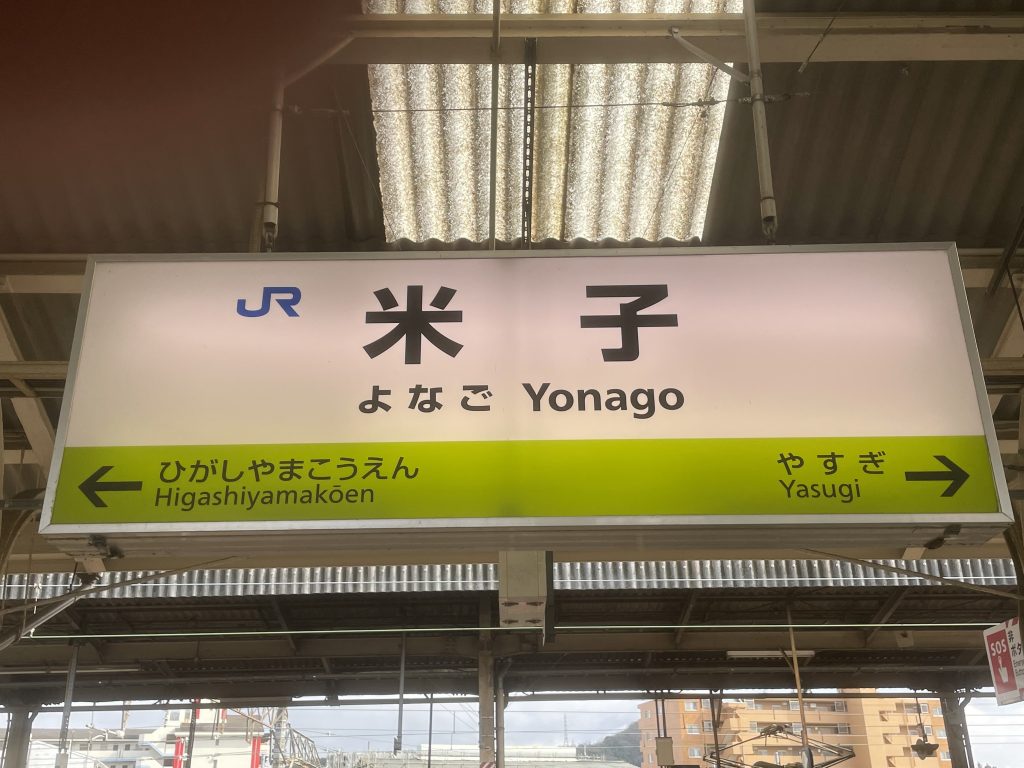 JR 米子
よなご Yonago
← ひがしやまこうえん
Higashiyamakōen
やすぎ →
Yasugi
SOS 非